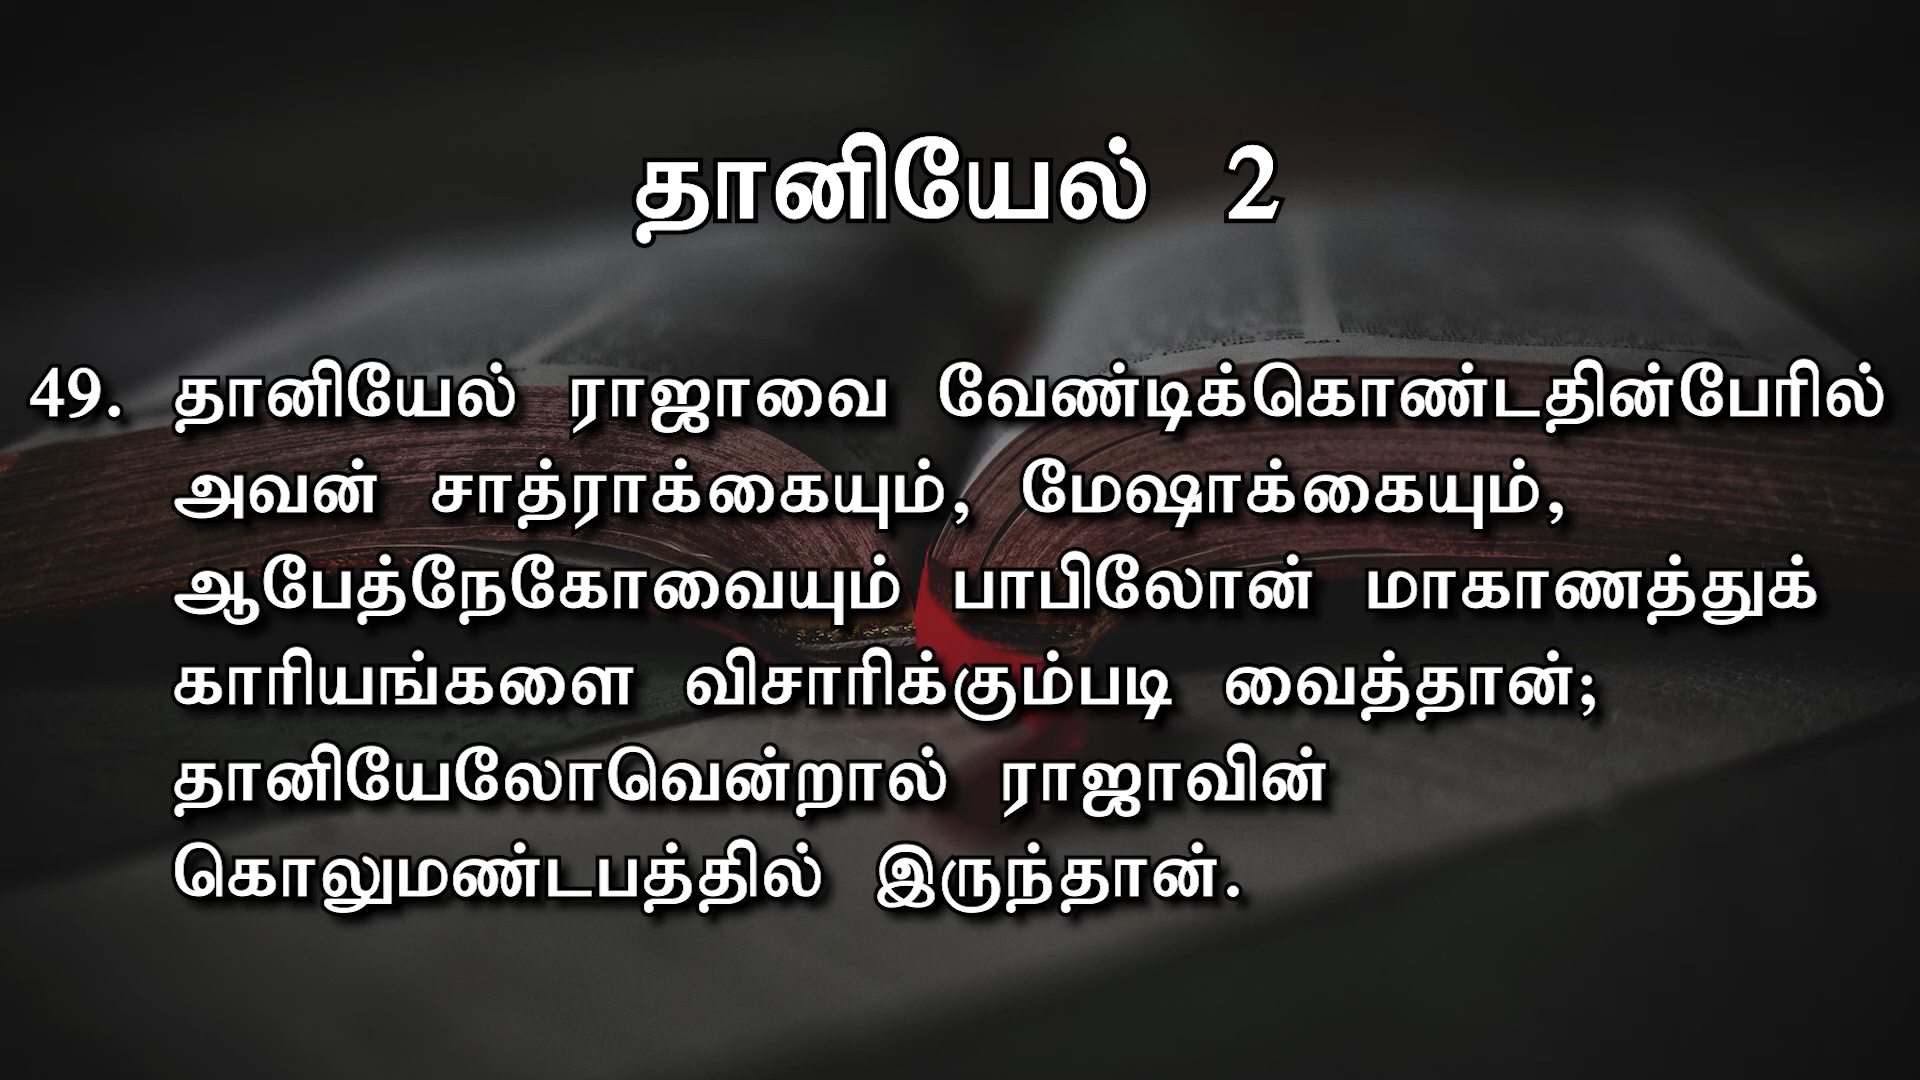 தானியேல் 2
49. தானியேல் ராஜாவை வேண்டிக்கொண்டதின்பேரில்
அவன் சாத்ராக்கையும், மேஷாக்கையும்,
ஆபேத்நேகோவையும் பாபிலோன் மாகாணத்துக்
காரியங்களை விசாரிக்கும்படி வைத்தான்;
தானியேலோவென்றால் ராஜாவின்
கொலுமண்டபத்தில் இருந்தான்.